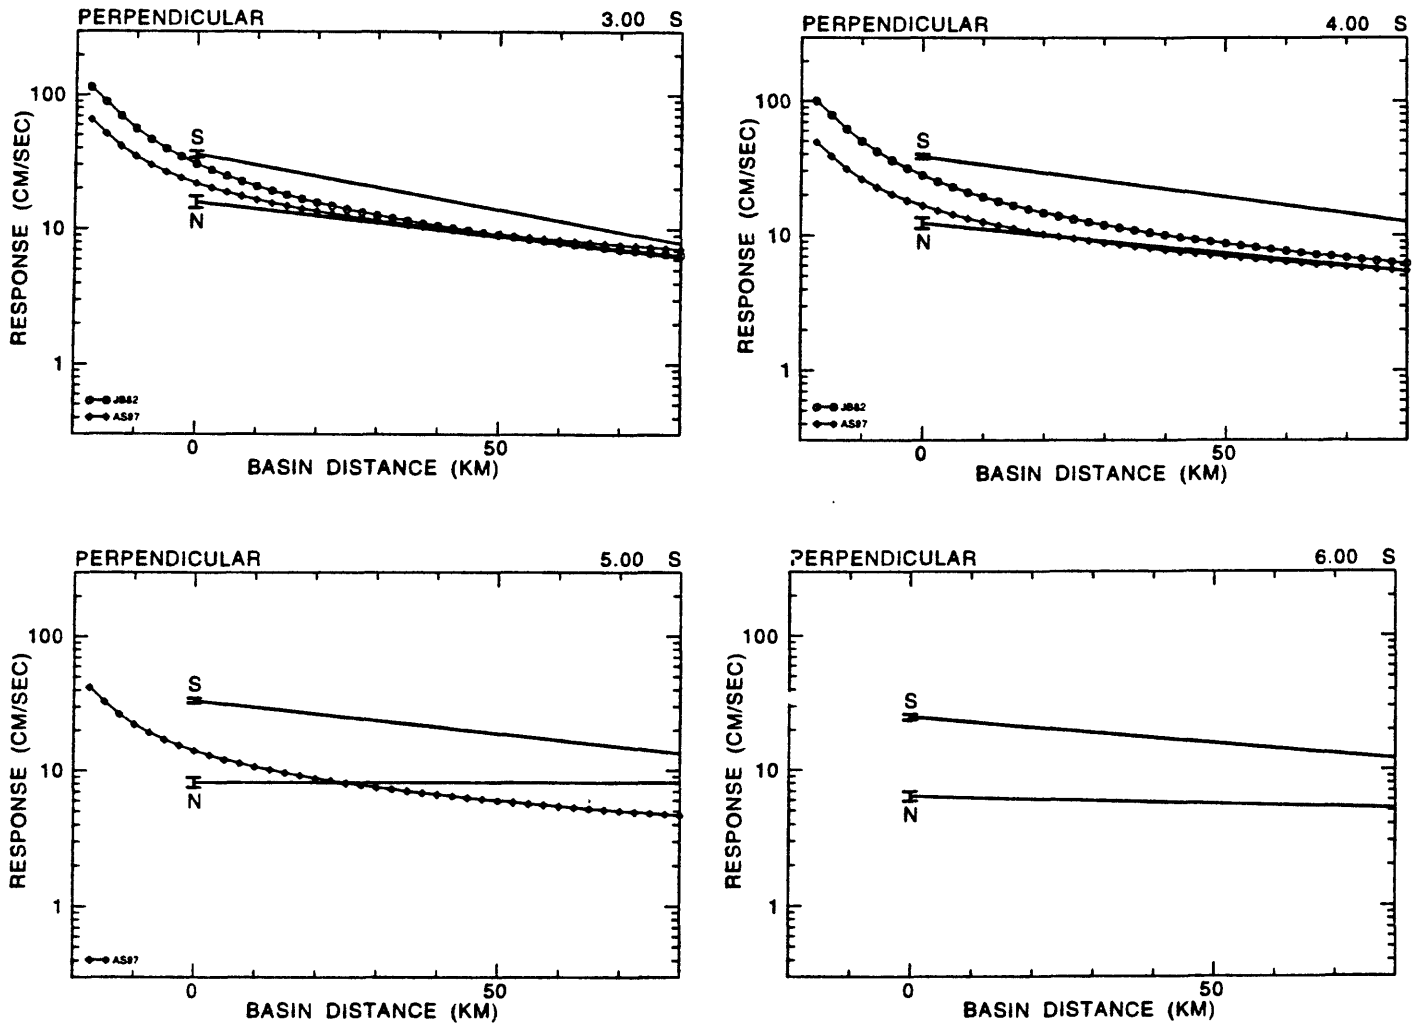 PERPENDICULAR 3.00 S
100
10
1
RESPONSE (CM/SEC)
S
N
JB82
AS97
0 50
BASIN DISTANCE (KM)
PERPENDICULAR 4.00 S
100
10
1
RESPONSE (CM/SEC)
S
N
JB82
AS97
0 50
BASIN DISTANCE (KM)
PERPENDICULAR 5.00 S
100
10
1
RESPONSE (CM/SEC)
S
N
AS97
0 50
BASIN DISTANCE (KM)
PERPENDICULAR 6.00 S
100
10
1
RESPONSE (CM/SEC)
S
N
0 50
BASIN DISTANCE (KM)